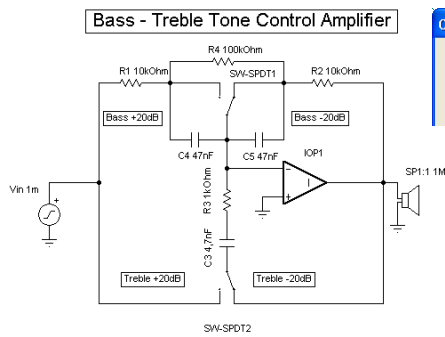 Bass - Treble Tone Control Amplifier
R4 100kOhm
R1 10kOhm
SW-SPDT1
R2 10kOhm
Bass +20dB
Bass -20dB
C4 47nF
C5 47nF
IOP1
Vin 1m
R3 1kOhm
SP1:1 1M
C3 4,7nF
Treble +20dB
Treble -20dB
SW-SPDT2